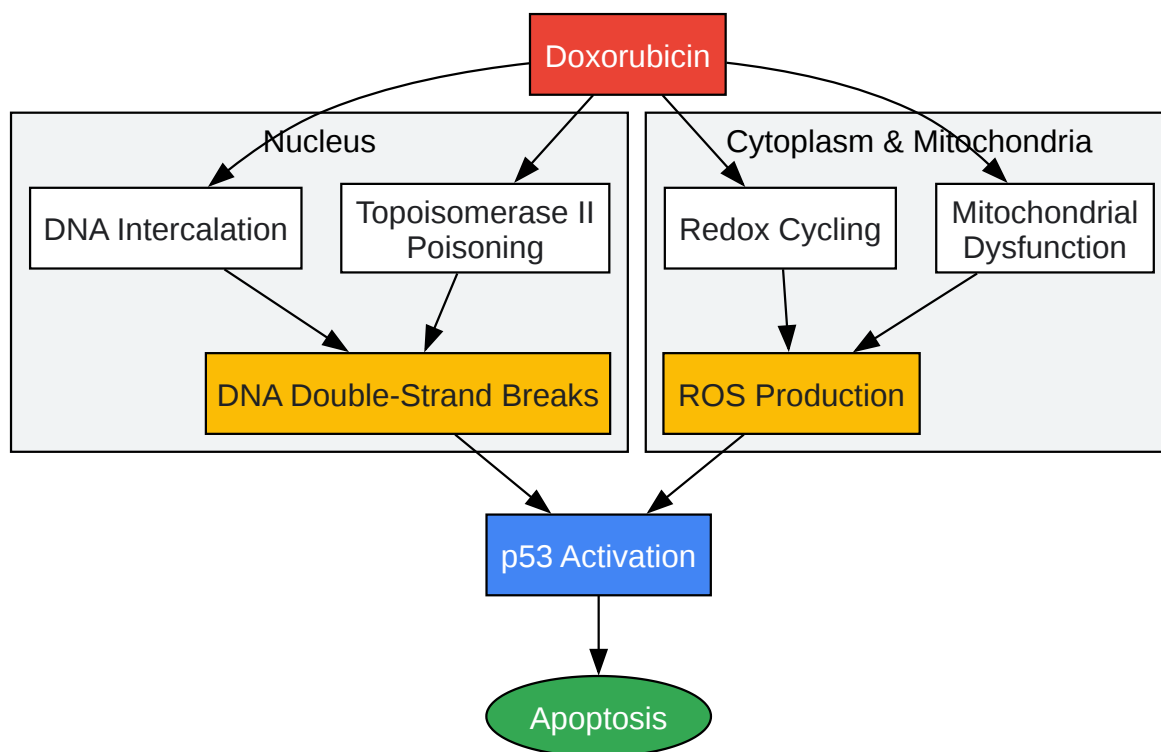 Doxorubicin
Nucleus
Cytoplasm & Mitochondria
DNA Intercalation
Topoisomerase II
Poisoning
Redox Cycling
Mitochondrial
Dysfunction
DNA Double-Strand Breaks
ROS Production
p53 Activation
Apoptosis